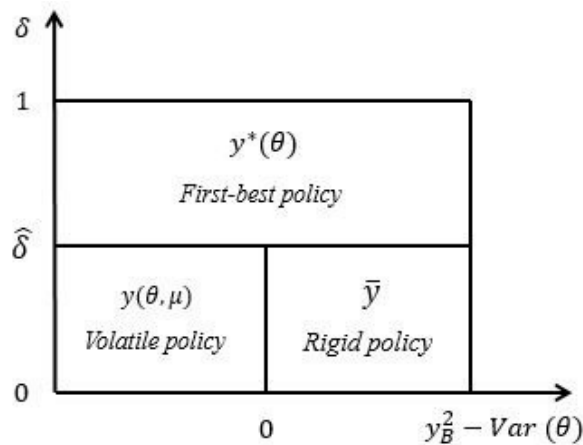 δ
1
y*(θ)
First-best policy
δ̂
y(θ, μ)
Volatile policy
ȳ
Rigid policy
0
0
y_B^2 − Var (θ)